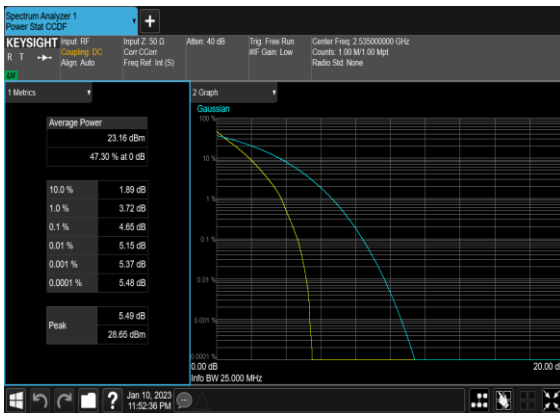 Spectrum Analyzer 1
Power Stat CCDF
KEYSIGHT
R T
LV
Input: RF
Coupling: DC
Align: Auto
Input Z: 50 Ω
Corr CCorr
Freq Ref: Int (S)
Atten: 40 dB
Trig: Free Run
#IF Gain: Low
Center Freq: 2.535000000 GHz
Counts: 1.00 M/1.00 Mpt
Radio Std: None
1 Metrics
Average Power
23.16 dBm
47.30 % at 0 dB
10.0 % 1.89 dB
1.0 % 3.72 dB
0.1 % 4.65 dB
0.01 % 5.15 dB
0.001 % 5.37 dB
0.0001 % 5.48 dB
Peak
5.49 dB
28.65 dBm
2 Graph
Gaussian
100 %
10 %
1 %
0.1 %
0.01 %
0.001 %
0.0001 %
0.00 dB
20.00 d
Info BW 25.000 MHz
Jan 10, 2023
11:52:36 PM